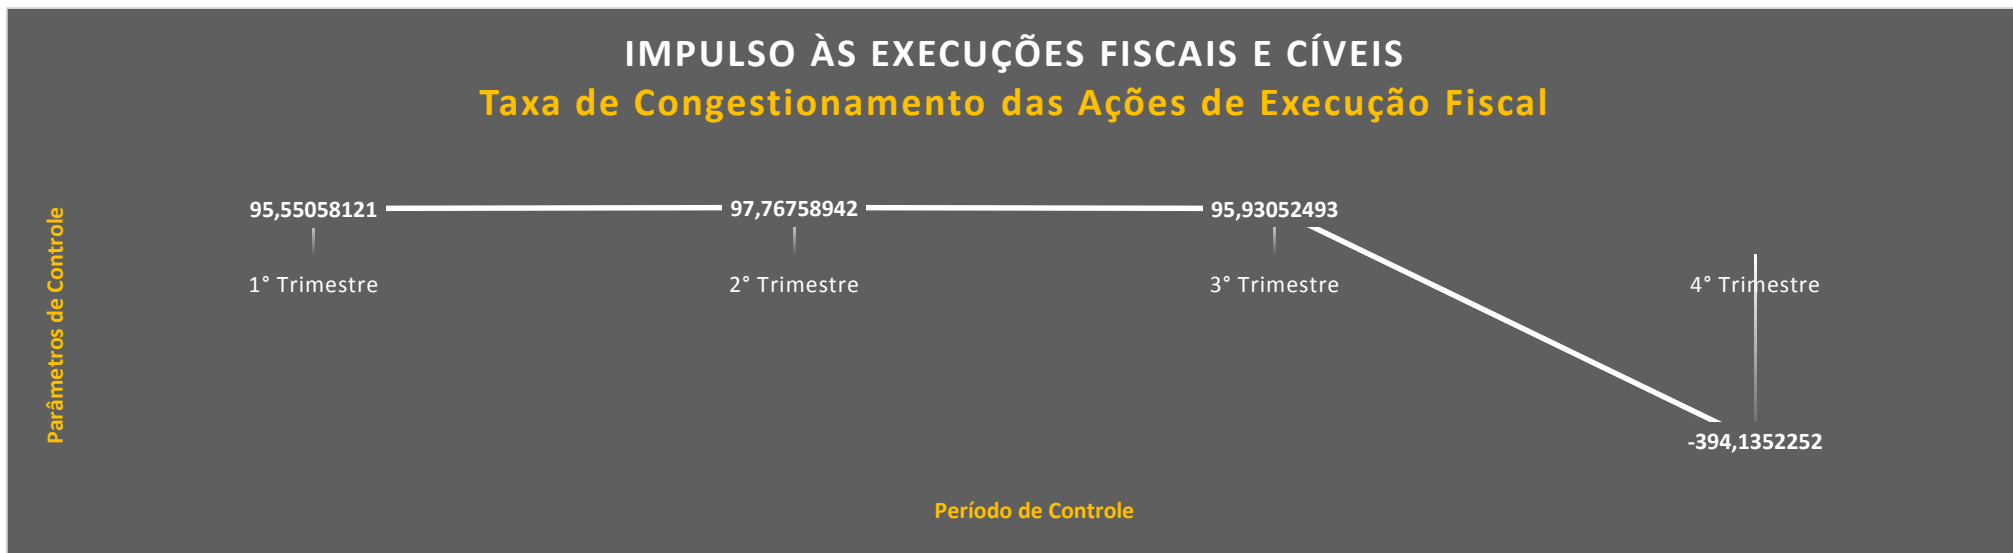 IMPULSO ÀS EXECUÇÕES FISCAIS E CÍVEIS
Taxa de Congestionamento das Ações de Execução Fiscal
Parâmetros de Controle
95,55058121
97,76758942
95,93052493
1° Trimestre
2° Trimestre
3° Trimestre
4° Trimestre
-394,1352252
Período de Controle